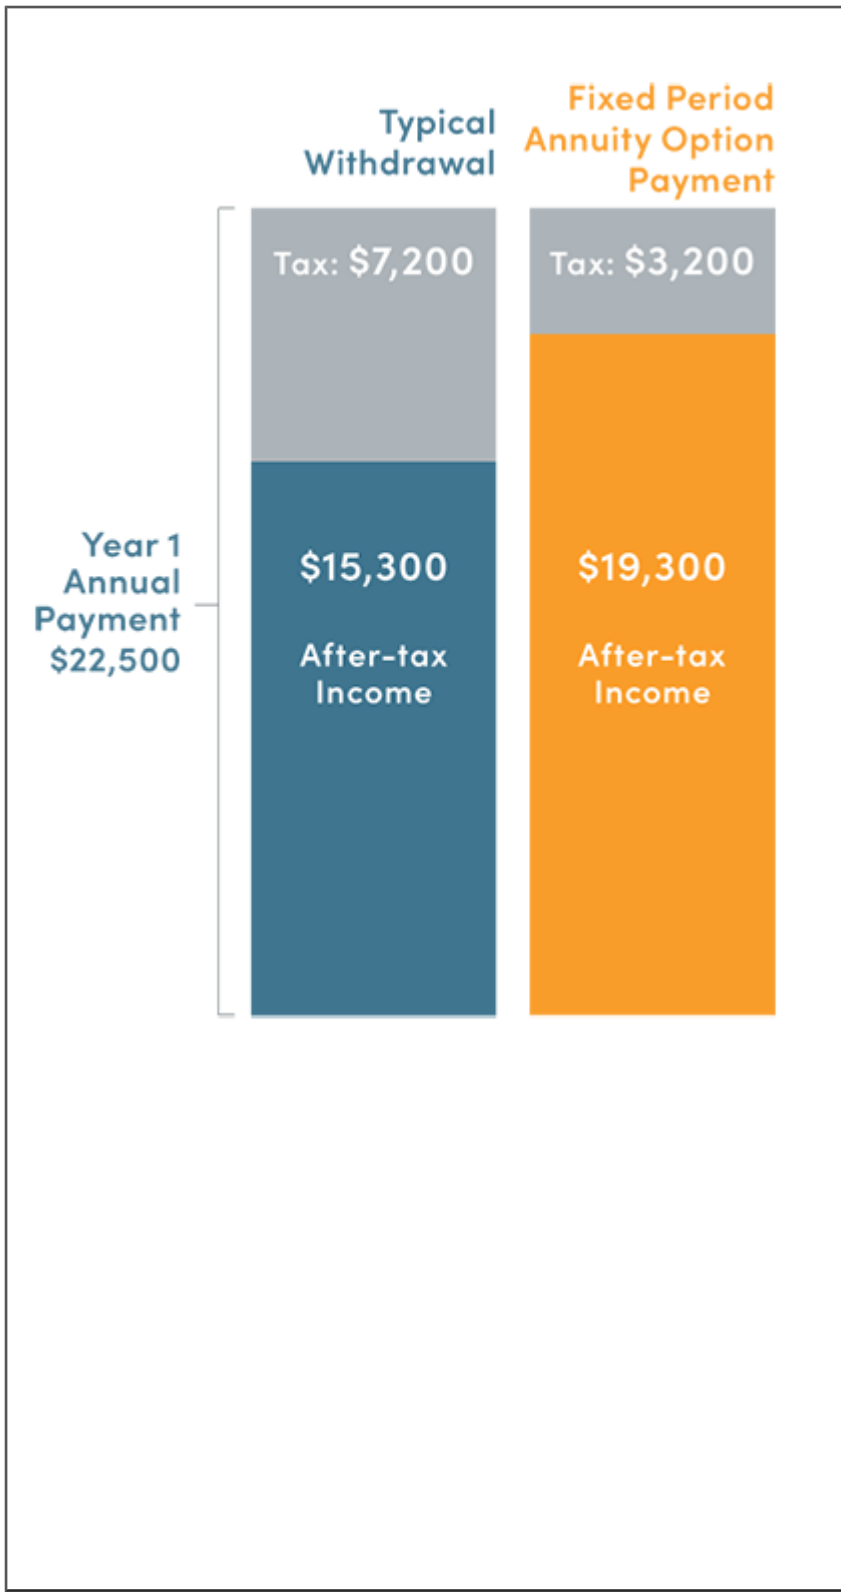 Typical
Withdrawal
Fixed Period
Annuity Option
Payment
Tax: $7,200
Tax: $3,200
Year 1
Annual
Payment
$22,500
$15,300
After-tax
Income
$19,300
After-tax
Income